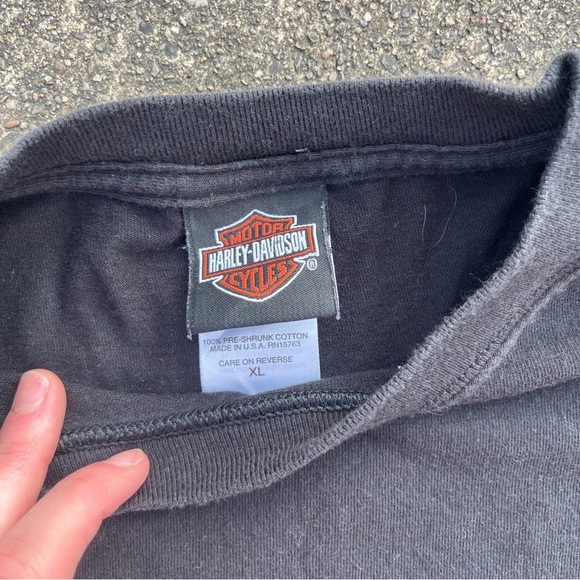 MOTOR
HARLEY-DAVIDSON
CYCLES
®
100% PRE-SHRUNK COTTON
MADE IN U.S.A. RN15763
CARE ON REVERSE
XL